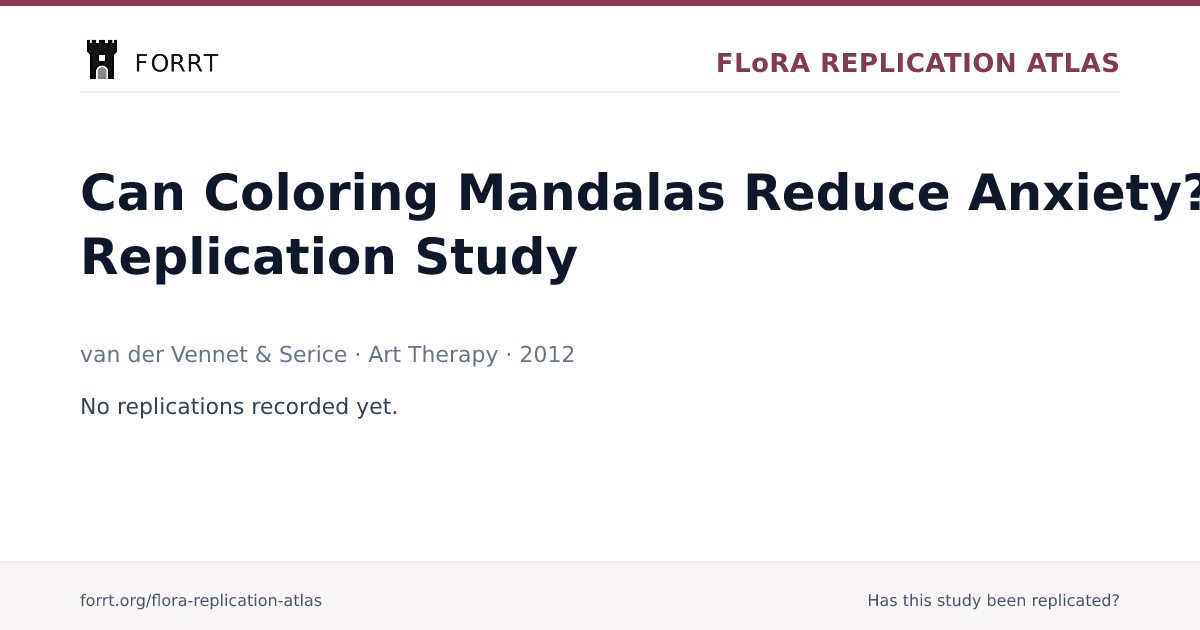 FORRT
FLoRA REPLICATION ATLAS
Can Coloring Mandalas Reduce Anxiety?
Replication Study
van der Vennet & Serice · Art Therapy · 2012
No replications recorded yet.
forrt.org/flora-replication-atlas
Has this study been replicated?